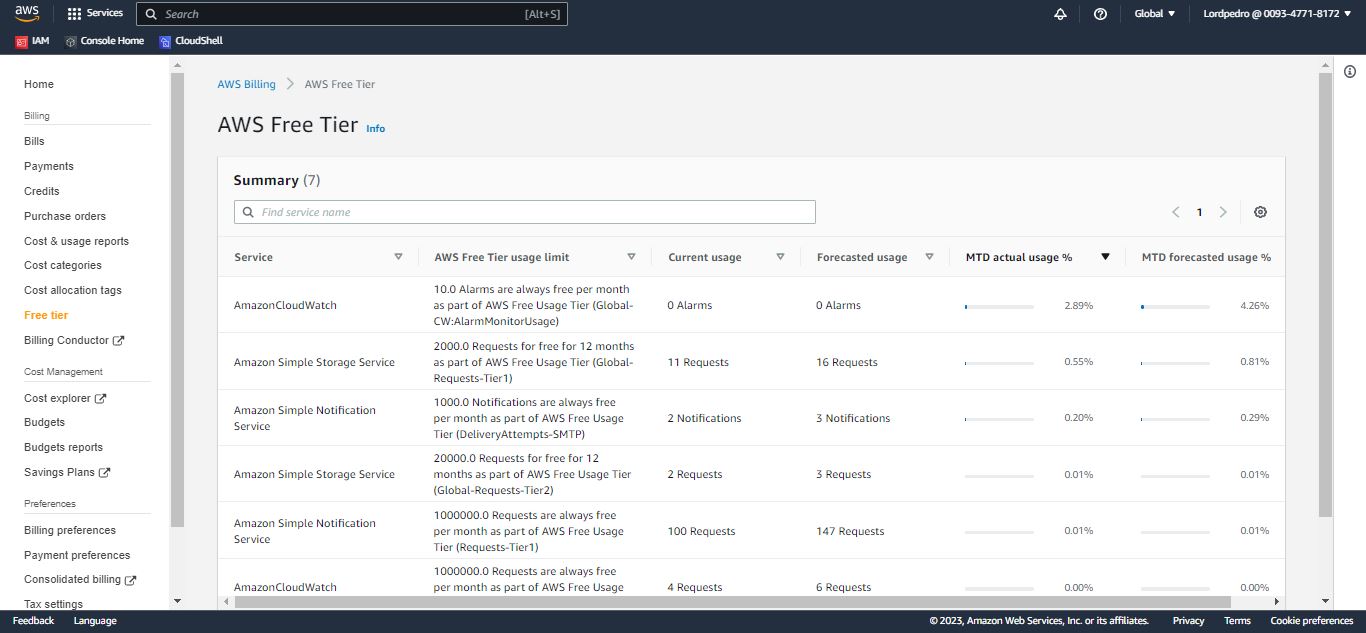 aws
Services
Search
[Alt+S]
Global
Lordpedro @ 0093-4771-8172
IAM
Console Home
CloudShell
Home
Billing
Bills
Payments
Credits
Purchase orders
Cost & usage reports
Cost categories
Cost allocation tags
Free tier
Billing Conductor
Cost Management
Cost explorer
Budgets
Budgets reports
Savings Plans
Preferences
Billing preferences
Payment preferences
Consolidated billing
Tax settings
AWS Billing
AWS Free Tier
AWS Free Tier Info
Summary (7)
Find service name
1
Service
AWS Free Tier usage limit
Current usage
Forecasted usage
MTD actual usage %
MTD forecasted usage %
AmazonCloudWatch
10.0 Alarms are always free per month
as part of AWS Free Usage Tier (Global-
CW:AlarmMonitorUsage)
0 Alarms
0 Alarms
2.89%
4.26%
Amazon Simple Storage Service
2000.0 Requests for free for 12 months
as part of AWS Free Usage Tier (Global-
Requests-Tier1)
11 Requests
16 Requests
0.55%
0.81%
Amazon Simple Notification
Service
1000.0 Notifications are always free
per month as part of AWS Free Usage
Tier (DeliveryAttempts-SMTP)
2 Notifications
3 Notifications
0.20%
0.29%
Amazon Simple Storage Service
20000.0 Requests for free for 12
months as part of AWS Free Usage Tier
(Global-Requests-Tier2)
2 Requests
3 Requests
0.01%
0.01%
Amazon Simple Notification
Service
1000000.0 Requests are always free
per month as part of AWS Free Usage
Tier (Requests-Tier1)
100 Requests
147 Requests
0.01%
0.01%
AmazonCloudWatch
1000000.0 Requests are always free
per month as part of AWS Free Usage
4 Requests
6 Requests
0.00%
0.00%
Feedback
Language
© 2023, Amazon Web Services, Inc. or its affiliates.
Privacy
Terms
Cookie preferences